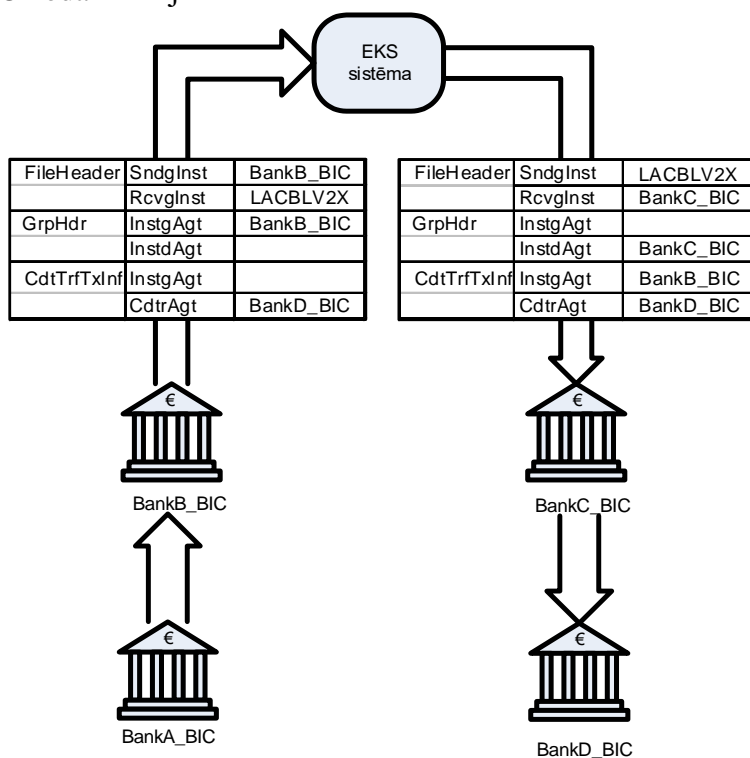 EKS
sistēma
FileHeader SndgInst BankB_BIC
RcvgInst LACBLV2X
GrpHdr InstgAgt BankB_BIC
InstdAgt
CdtTrfTxInf InstgAgt
CdtrAgt BankD_BIC
FileHeader SndgInst LACBLV2X
RcvgInst BankC_BIC
GrpHdr InstgAgt
InstdAgt BankC_BIC
CdtTrfTxInf InstgAgt BankB_BIC
CdtrAgt BankD_BIC
€
BankB_BIC
€
BankC_BIC
€
BankA_BIC
€
BankD_BIC